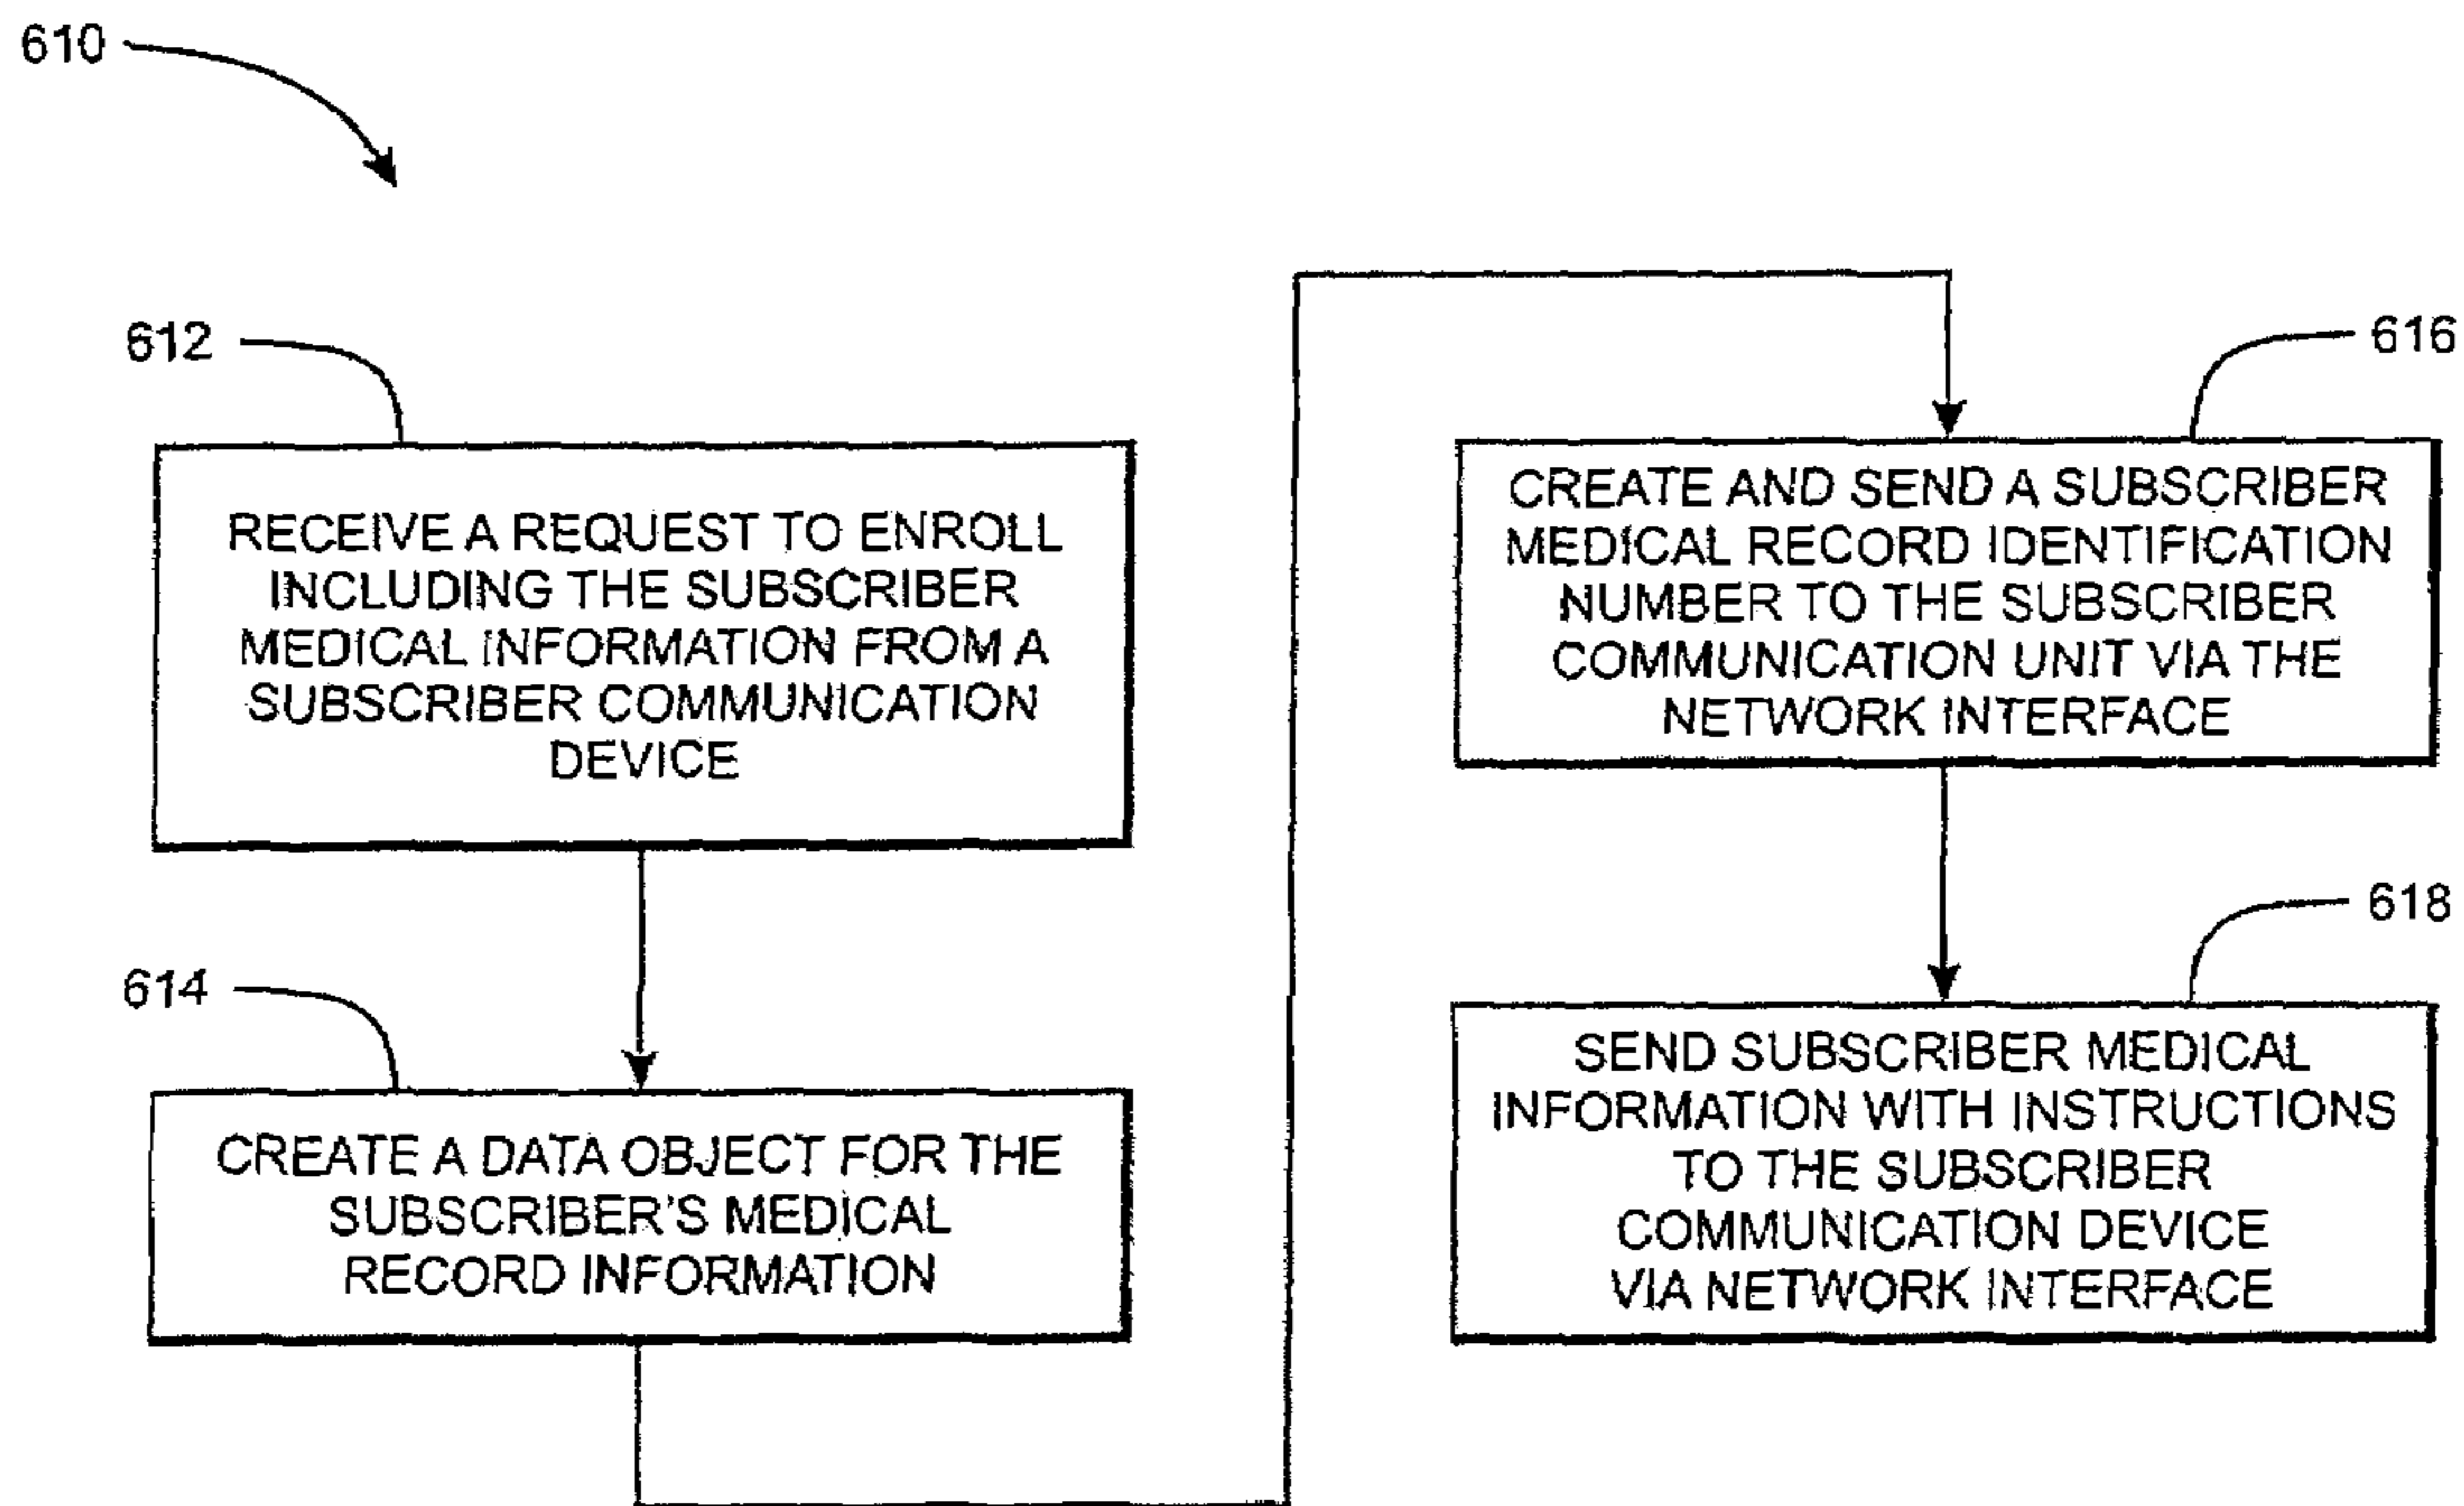 610
612
RECEIVE A REQUEST TO ENROLL
INCLUDING THE SUBSCRIBER
MEDICAL INFORMATION FROM A
SUBSCRIBER COMMUNICATION
DEVICE
614
CREATE A DATA OBJECT FOR THE
SUBSCRIBER'S MEDICAL
RECORD INFORMATION
616
CREATE AND SEND A SUBSCRIBER
MEDICAL RECORD IDENTIFICATION
NUMBER TO THE SUBSCRIBER
COMMUNICATION UNIT VIA THE
NETWORK INTERFACE
618
SEND SUBSCRIBER MEDICAL
INFORMATION WITH INSTRUCTIONS
TO THE SUBSCRIBER
COMMUNICATION DEVICE
VIA NETWORK INTERFACE